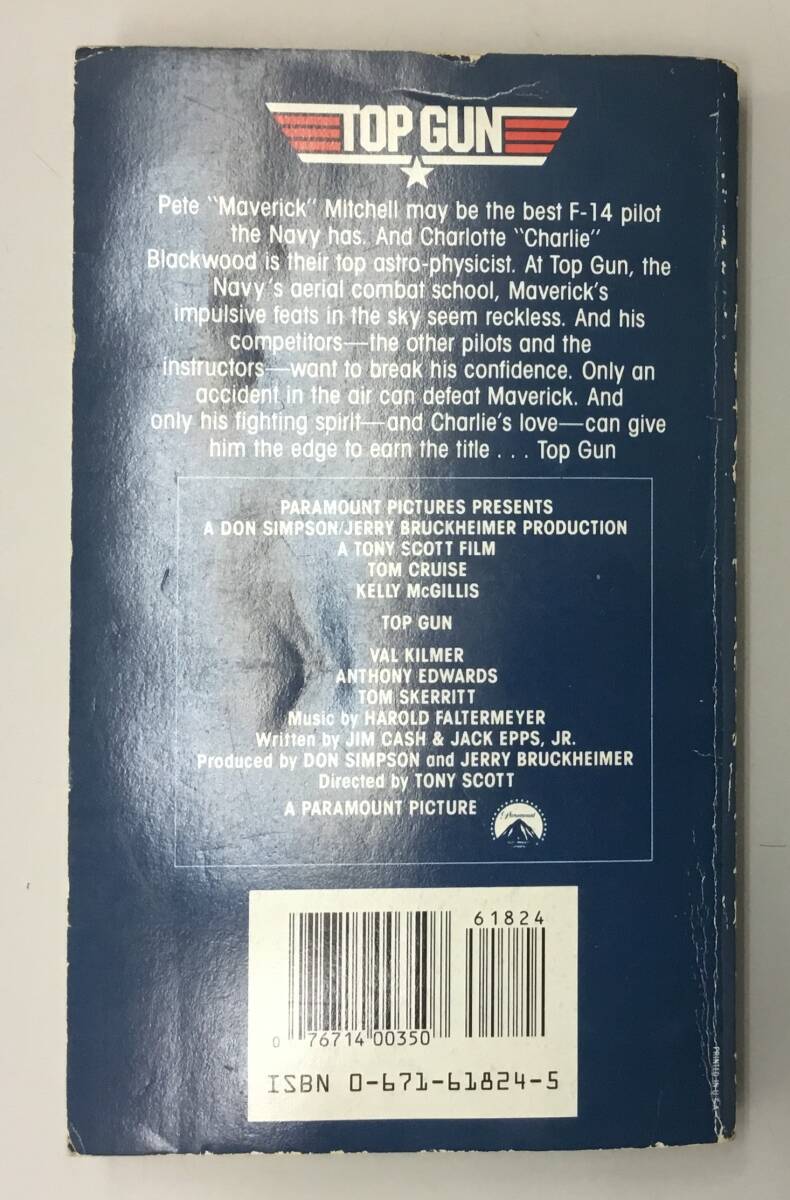 TOP GUN
Pete "Maverick" Mitchell may be the best F-14 pilot
the Navy has. And Charlotte "Charlie"
Blackwood is their top astro-physicist. At Top Gun, the
Navy's aerial combat school, Maverick's
impulsive feats in the sky seem reckless. And his
competitors—the other pilots and the
instructors—want to break his confidence. Only an
accident in the air can defeat Maverick. And
only his fighting spirit—and Charlie's love—can give
him the edge to earn the title . . . Top Gun
PARAMOUNT PICTURES PRESENTS
A DON SIMPSON/JERRY BRUCKHEIMER PRODUCTION
A TONY SCOTT FILM
TOM CRUISE
KELLY McGILLIS
TOP GUN
VAL KILMER
ANTHONY EDWARDS
TOM SKERRITT
Music by HAROLD FALTERMEYER
Written by JIM CASH & JACK EPPS, JR.
Produced by DON SIMPSON and JERRY BRUCKHEIMER
Directed by TONY SCOTT
A PARAMOUNT PICTURE
Paramount
61824
0 76714 00350
ISBN 0-671-61824-5
PRINTED IN U.S.A.